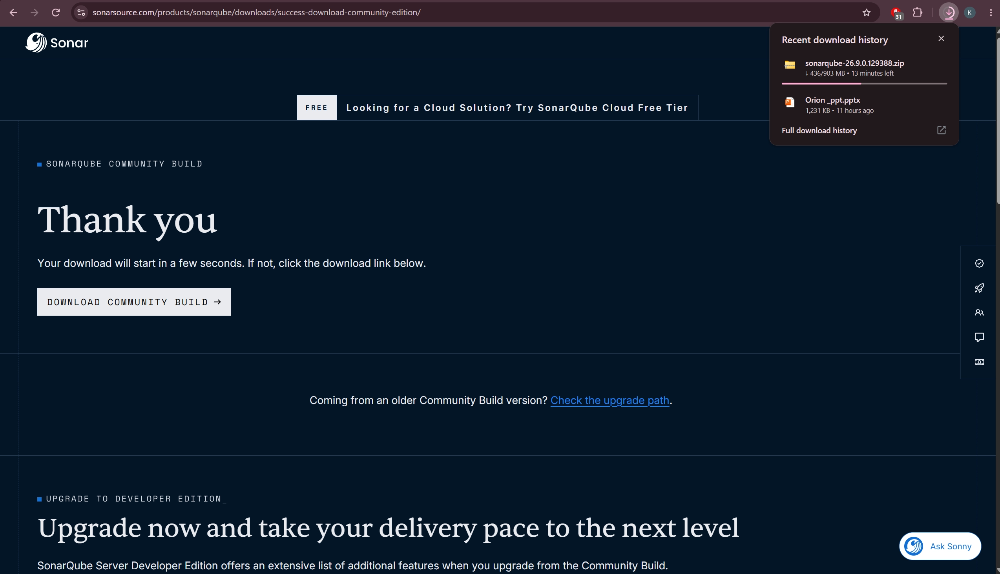 sonarsource.com/products/sonarqube/downloads/success-download-community-edition/
31
K
Sonar
Recent download history
sonarqube-26.9.0.129388.zip
↓ 436/903 MB • 13 minutes left
Orion _ppt.pptx
1,231 KB • 11 hours ago
Full download history
FREE
Looking for a Cloud Solution? Try SonarQube Cloud Free Tier
SONARQUBE COMMUNITY BUILD
Thank you
Your download will start in a few seconds. If not, click the download link below.
DOWNLOAD COMMUNITY BUILD →
Coming from an older Community Build version? Check the upgrade path.
UPGRADE TO DEVELOPER EDITION_
Upgrade now and take your delivery pace to the next level
Ask Sonny
SonarQube Server Developer Edition offers an extensive list of additional features when you upgrade from the Community Build.